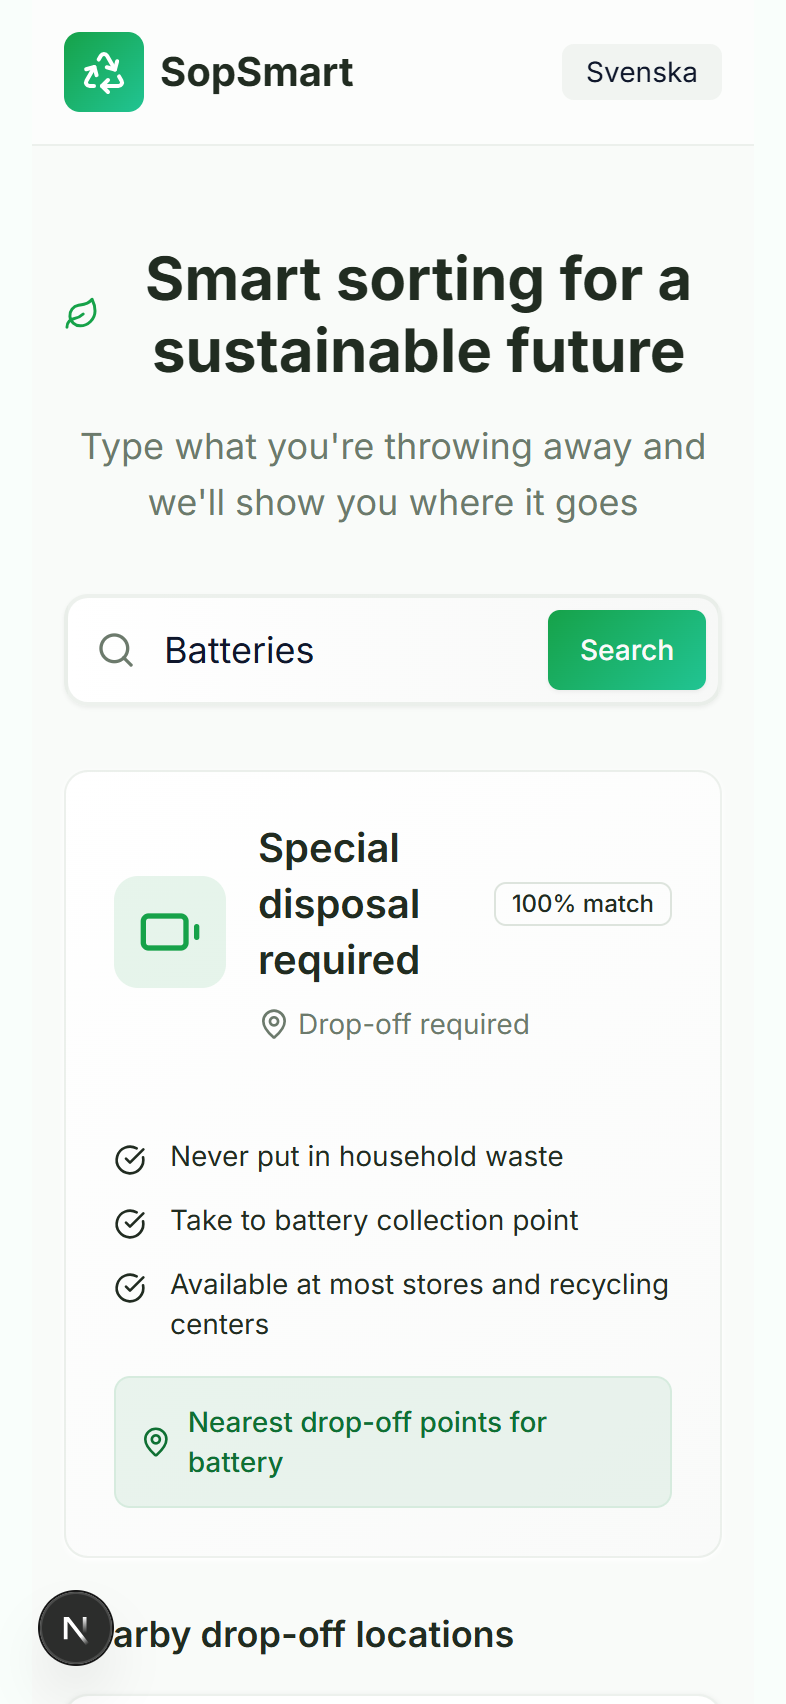 SopSmart
Svenska
Smart sorting for a
sustainable future
Type what you're throwing away and
we'll show you where it goes
Batteries
Search
Special
disposal
required
100% match
Drop-off required
Never put in household waste
Take to battery collection point
Available at most stores and recycling
centers
Nearest drop-off points for
battery
N
arby drop-off locations